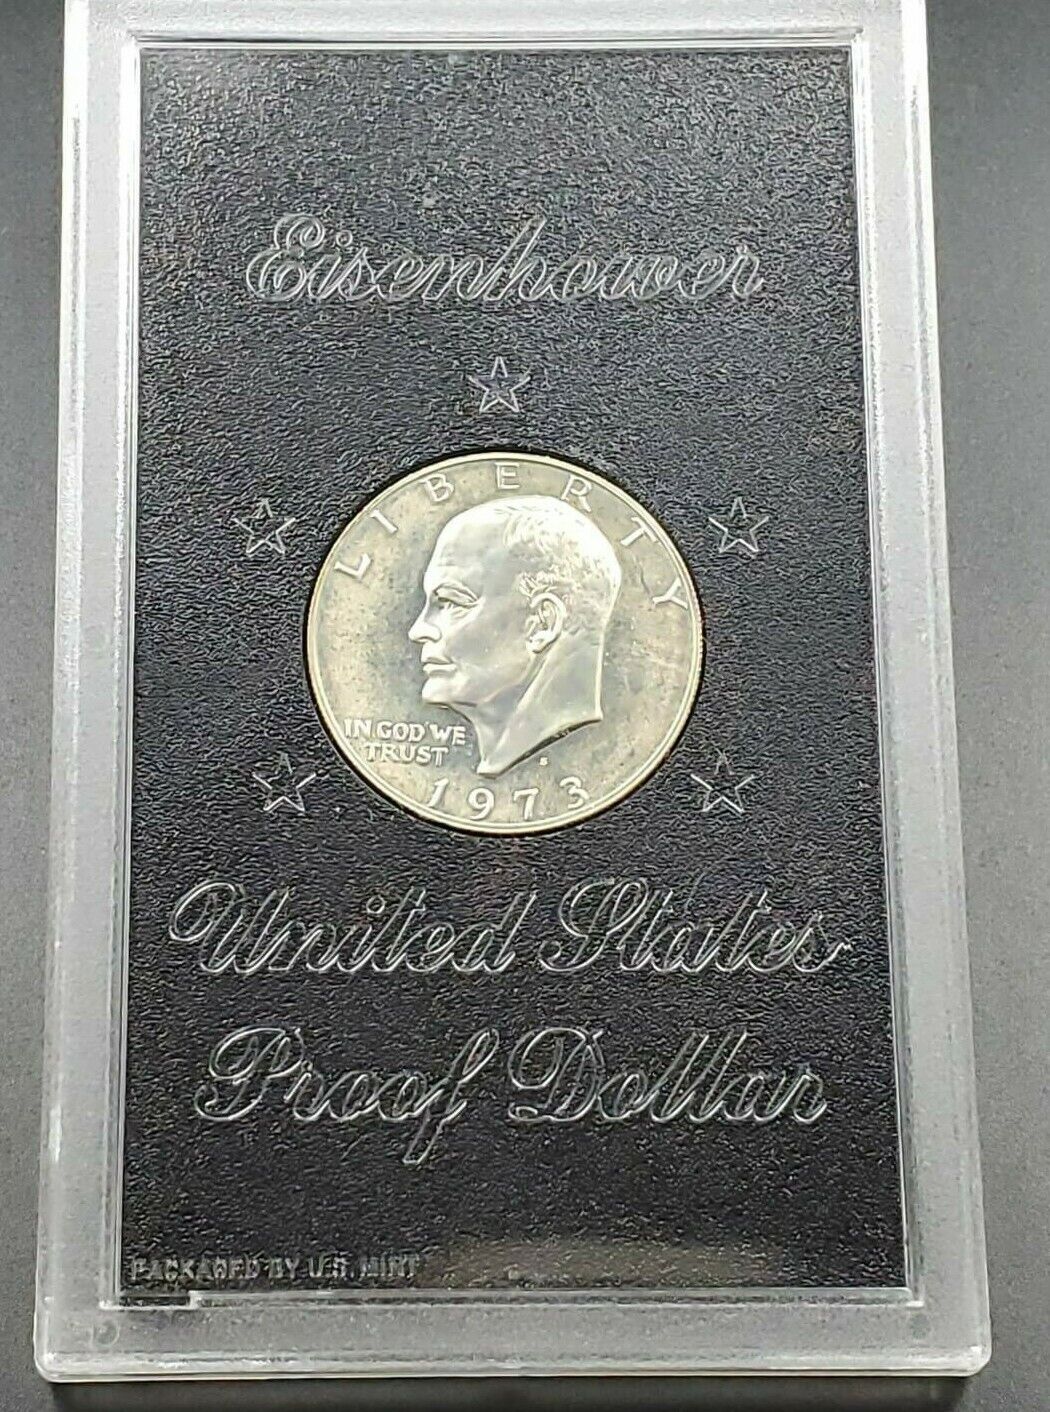 Eisenhower
LIBERTY
IN GOD WE
TRUST
S
1973
United States
Proof Dollar
PACKAGED BY U.S. MINT